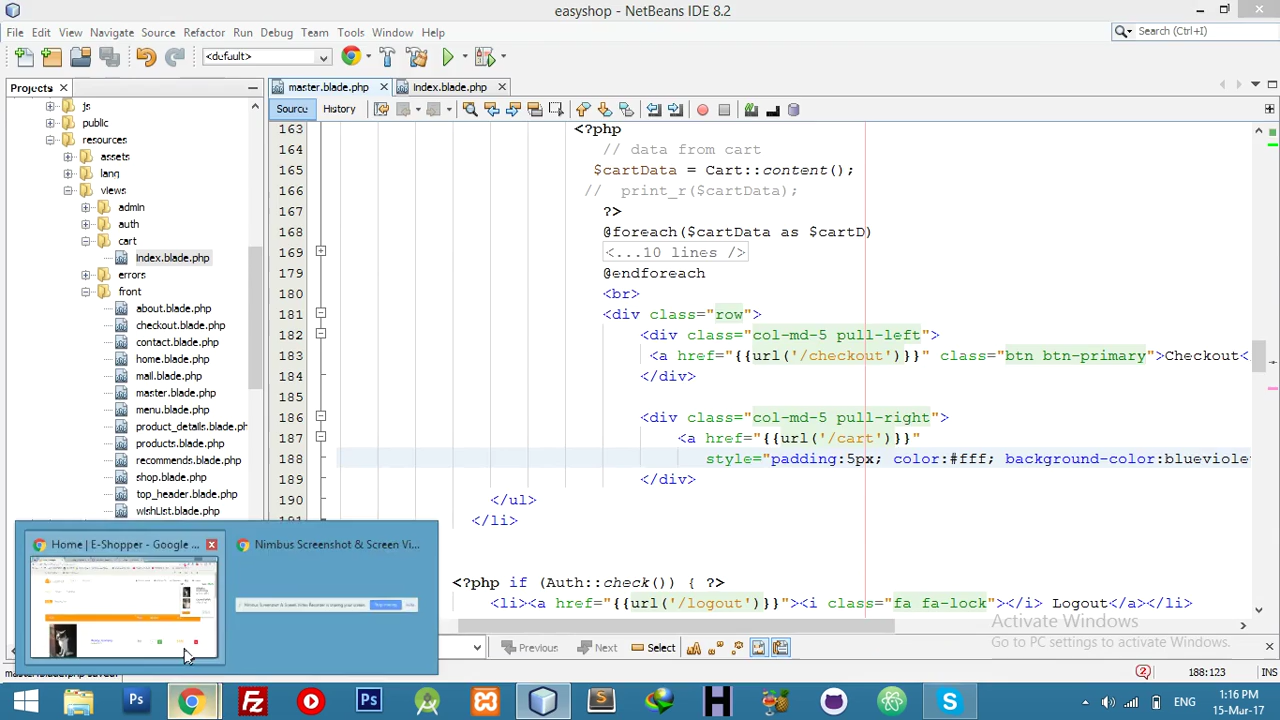 easyshop - NetBeans IDE 8.2
File Edit View Navigate Source Refactor Run Debug Team Tools Window Help
Search (Ctrl+I)
<default>
Projects
master.blade.php
Index.blade.php
Source History
js
public
resources
assets
lang
views
admin
auth
cart
Index.blade.php
errors
front
about.blade.php
checkout.blade.php
contact.blade.php
home.blade.php
mail.blade.php
master.blade.php
menu.blade.php
product_details.blade.ph
products.blade.php
recommends.blade.php
shop.blade.php
top_header.blade.php
wishList.blade.php
163 <?php
164 // data from cart
165 $cartData = Cart::content();
166 // print_r($cartData);
167 ?>
168 @foreach($cartData as $cartD)
169 <...10 lines />
179 @endforeach
180 <br>
181 <div class="row">
182 <div class="col-md-5 pull-left">
183 <a href="{{url('/checkout')}}" class="btn btn-primary">Checkout<
184 </div>
185
186 <div class="col-md-5 pull-right">
187 <a href="{{url('/cart')}}"
188 style="padding:5px; color:#fff; background-color:blueviole
189 </div>
190 </ul>
191 </li>
<?php if (Auth::check()) { ?>
<li><a href="{{url('/logout')}}"><i class="fa fa-lock"></i> Logout</a></li>
Home | E-Shopper - Google ...
Nimbus Screenshot & Screen Vi...
Activate Windows
Go to PC settings to activate Windows.
Previous Next Select
188:123 INS
ENG
1:16 PM
15-Mar-17